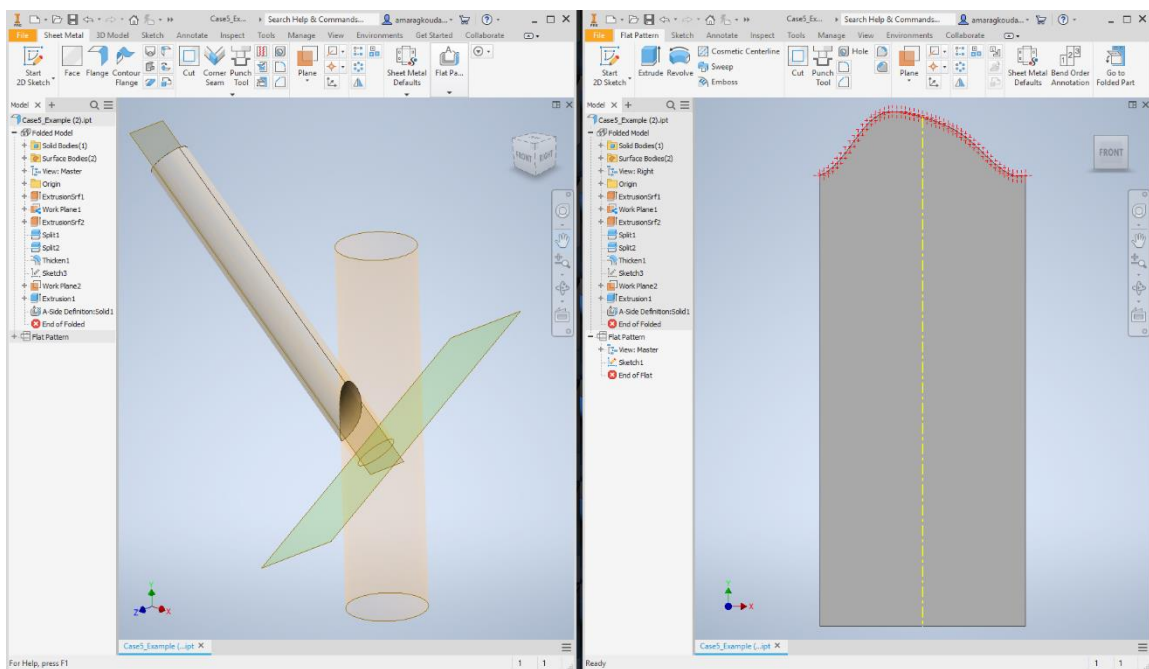 Case5_Ex...
Search Help & Commands...
amaragkouda...
File Sheet Metal 3D Model Sketch Annotate Inspect Tools Manage View Environments Get Started Collaborate
Start 2D Sketch
Face
Flange
Contour Flange
Cut
Corner Seam
Punch Tool
Plane
Sheet Metal Defaults
Flat Pa...
Model
Case5_Example (2).ipt
Folded Model
Solid Bodies(1)
Surface Bodies(2)
View: Master
Origin
ExtrusionSrf1
Work Plane1
ExtrusionSrf2
Split1
Split2
Thicken1
Sketch3
Work Plane2
Extrusion1
A-Side Definition:Solid1
End of Folded
Flat Pattern
FRONT
Y
Z
X
Case5_Example (...ipt
For Help, press F1
1 1
Case5_Ex...
Search Help & Commands...
amaragkouda...
File Flat Pattern Sketch Annotate Inspect Tools Manage View Environments Collaborate
Start 2D Sketch
Extrude
Revolve
Cosmetic Centerline
Sweep
Emboss
Cut
Punch Tool
Hole
Plane
Sheet Metal Defaults
Bend Order Annotation
Go to Folded Part
Model
Case5_Example (2).ipt
Folded Model
Solid Bodies(1)
Surface Bodies(2)
View: Right
Origin
ExtrusionSrf1
Work Plane1
ExtrusionSrf2
Split1
Split2
Thicken1
Sketch3
Work Plane2
Extrusion1
A-Side Definition:Solid1
End of Folded
Flat Pattern
View: Master
Sketch1
End of Flat
FRONT
Y
X
Case5_Example (...ipt
Ready
1 1